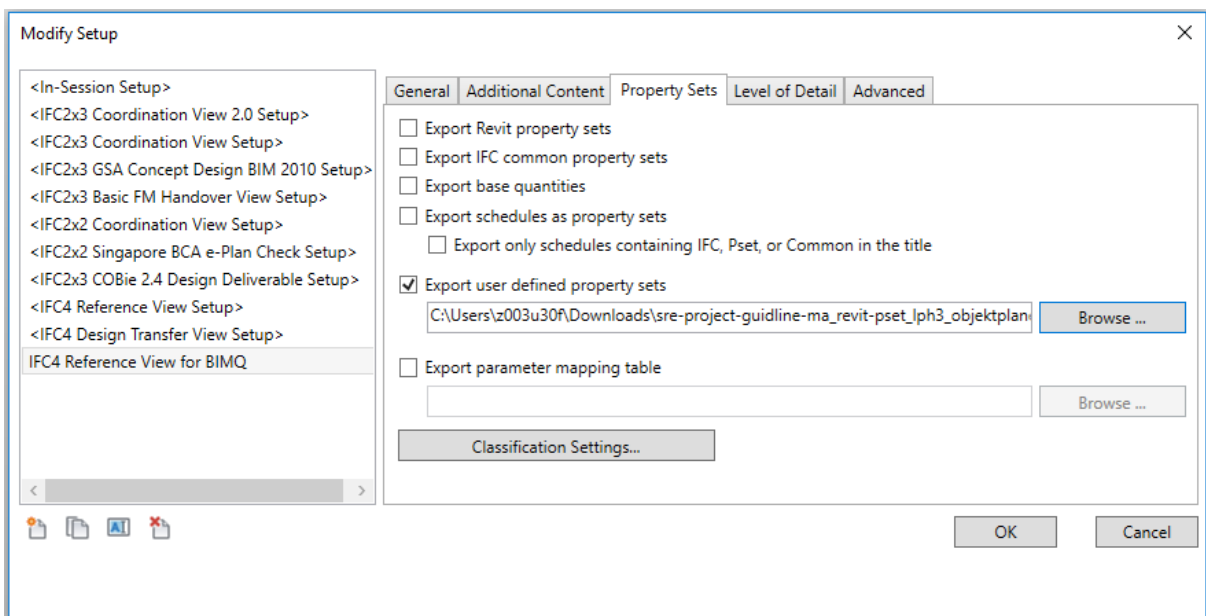 Modify Setup
<In-Session Setup>
<IFC2x3 Coordination View 2.0 Setup>
<IFC2x3 Coordination View Setup>
<IFC2x3 GSA Concept Design BIM 2010 Setup>
<IFC2x3 Basic FM Handover View Setup>
<IFC2x2 Coordination View Setup>
<IFC2x2 Singapore BCA e-Plan Check Setup>
<IFC2x3 COBie 2.4 Design Deliverable Setup>
<IFC4 Reference View Setup>
<IFC4 Design Transfer View Setup>
IFC4 Reference View for BIMQ
General Additional Content Property Sets Level of Detail Advanced
Export Revit property sets
Export IFC common property sets
Export base quantities
Export schedules as property sets
Export only schedules containing IFC, Pset, or Common in the title
Export user defined property sets
C:\Users\z003u30f\Downloads\sre-project-guidline-ma_revit-pset_lph3_objektplan Browse ...
Export parameter mapping table
Browse ...
Classification Settings...
OK Cancel